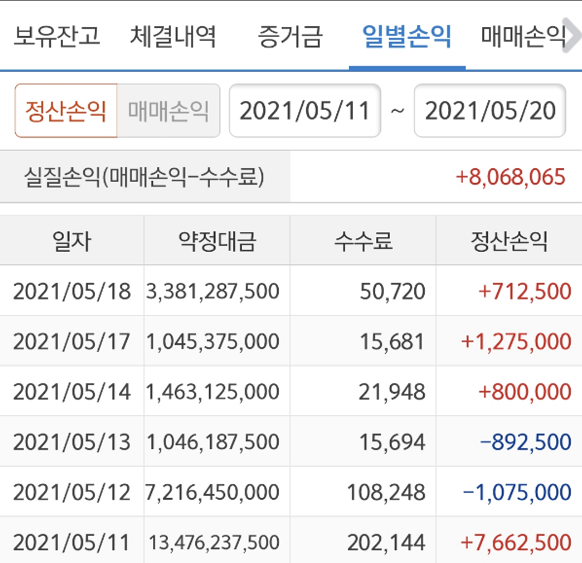 보유잔고 체결내역 증거금 일별손익 매매손익
정산손익 매매손익 2021/05/11 ~ 2021/05/20
실질손익(매매손익-수수료) +8,068,065
일자 약정대금 수수료 정산손익
2021/05/18 3,381,287,500 50,720 +712,500
2021/05/17 1,045,375,000 15,681 +1,275,000
2021/05/14 1,463,125,000 21,948 +800,000
2021/05/13 1,046,187,500 15,694 -892,500
2021/05/12 7,216,450,000 108,248 -1,075,000
2021/05/11 13,476,237,500 202,144 +7,662,500